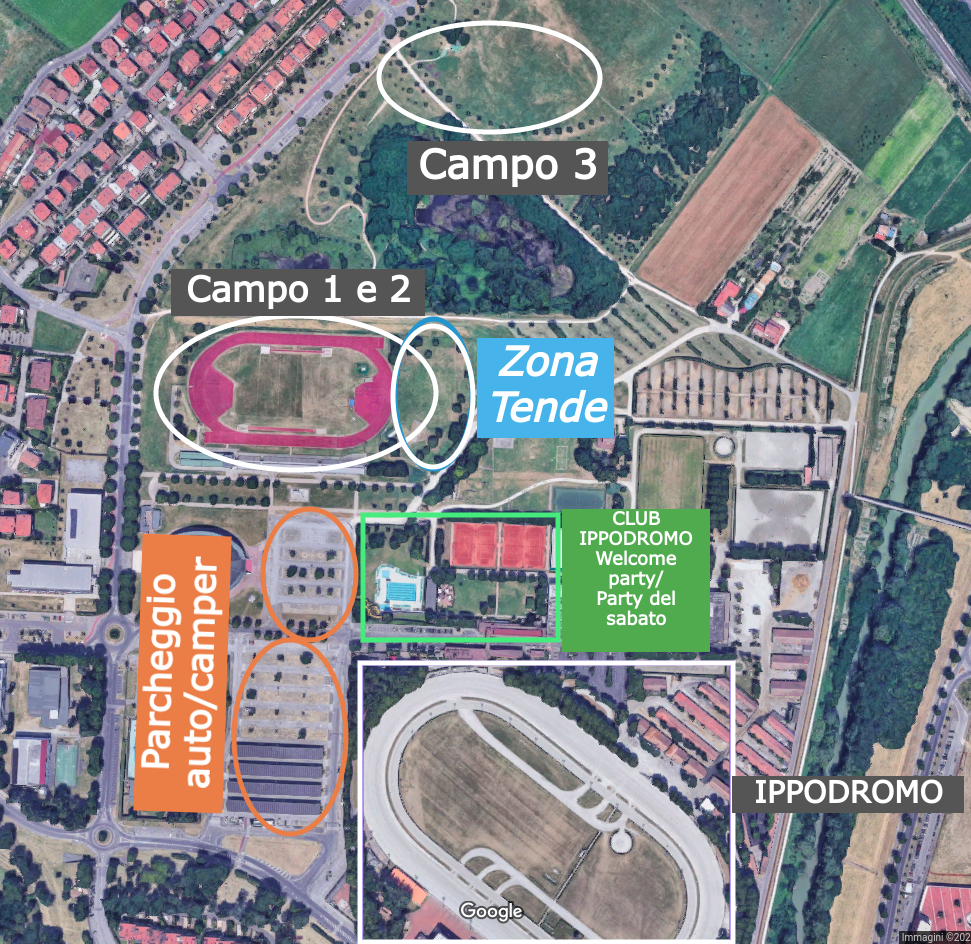 Campo 3
Campo 1 e 2
Zona
Tende
CLUB
IPPODROMO
Welcome
party/
Party del
sabato
Parcheggio
auto/camper
IPPODROMO
Google
Immagini ©202